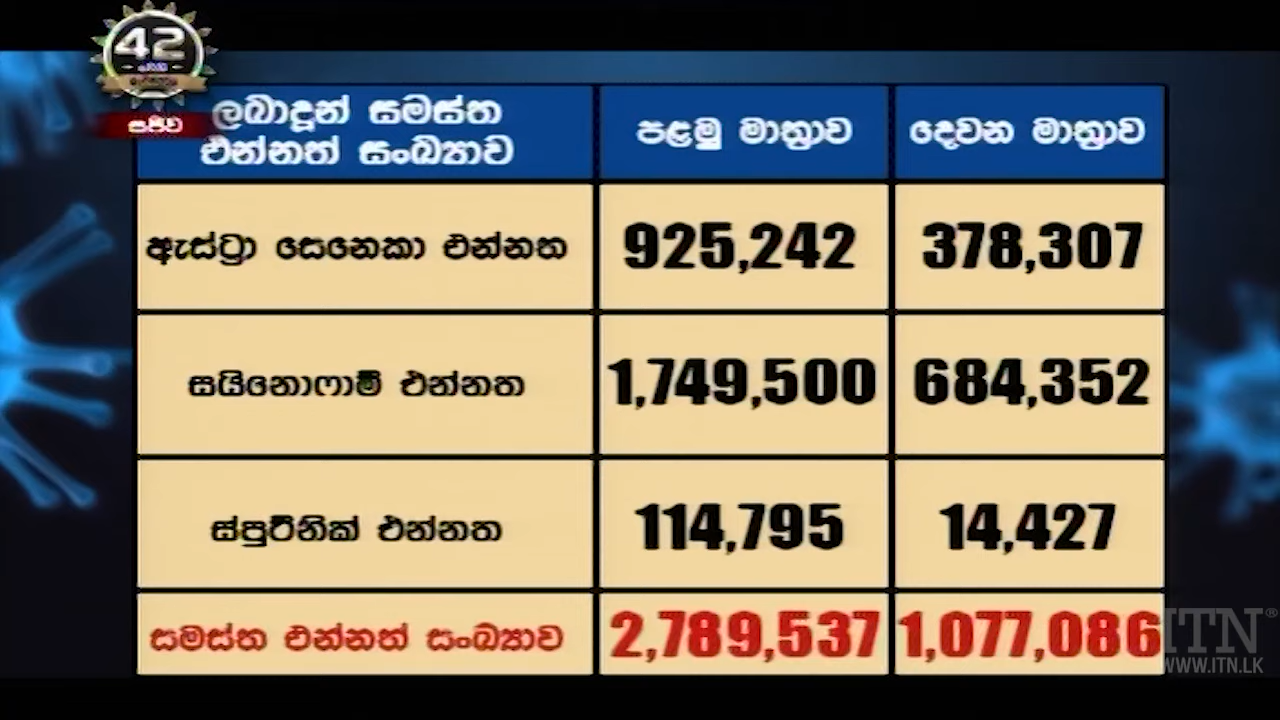 42
සජීව
ලබාදූන් සමස්ත
එන්නත් සංඛ්‍යාව
පළමු මාත්‍රාව
දෙවන මාත්‍රාව
ඇස්ට්‍රා සෙනෙකා එන්නත
925,242
378,307
සයිනොෆාම් එන්නත
1,749,500
684,352
ස්පුට්නික් එන්නත
114,795
14,427
සමස්ත එන්නත් සංඛ්‍යාව
2,789,537
1,077,086
ITN®
WWW.ITN.LK